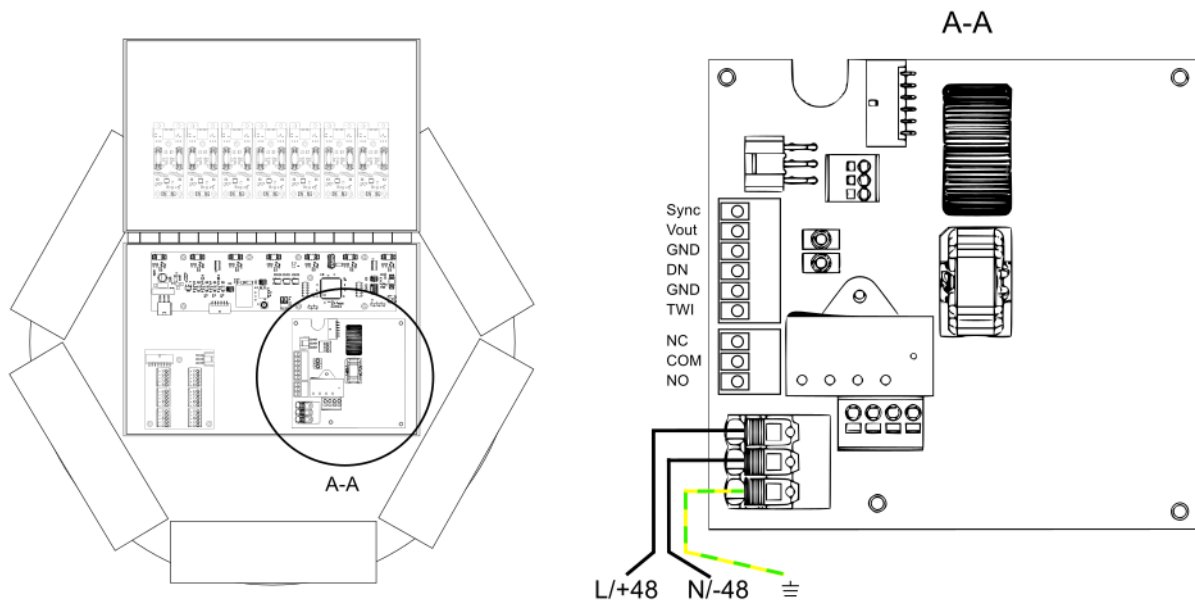 A-A
A-A
Sync
Vout
GND
DN
GND
TWI
NC
COM
NO
L/+48 N/-48